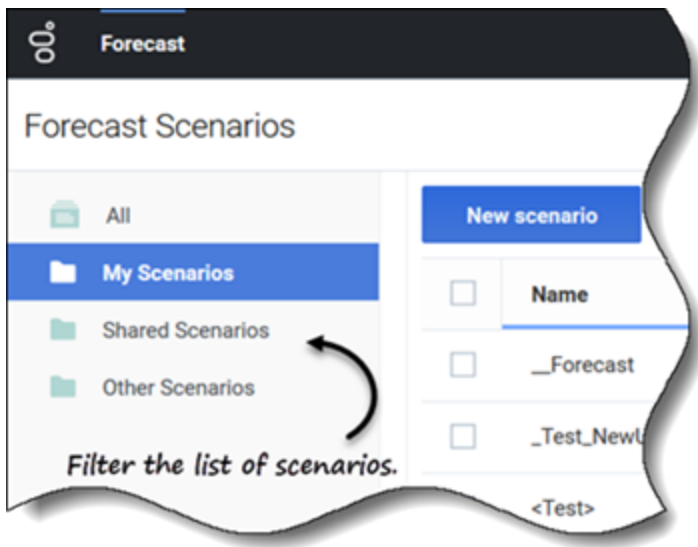 Forecast
Forecast Scenarios
All
My Scenarios
Shared Scenarios
Other Scenarios
Filter the list of scenarios.
New scenario
Name
__Forecast
_Test_New
<Test>